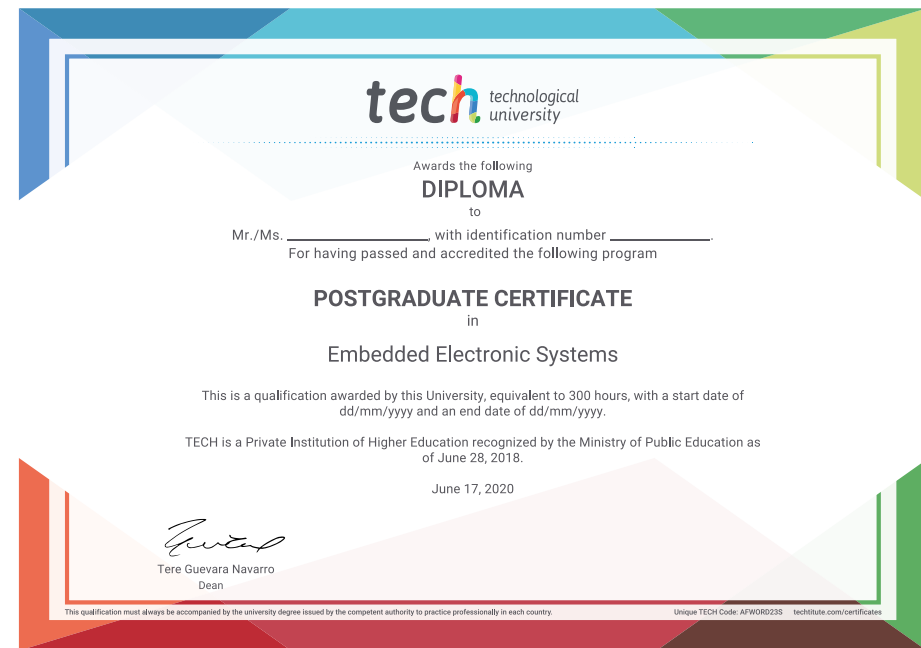 tech technological
university
Awards the following
DIPLOMA
to
Mr./Ms. ____________, with identification number ____________.
For having passed and accredited the following program
POSTGRADUATE CERTIFICATE
in
Embedded Electronic Systems
This is a qualification awarded by this University, equivalent to 300 hours, with a start date of
dd/mm/yyyy and an end date of dd/mm/yyyy.
TECH is a Private Institution of Higher Education recognized by the Ministry of Public Education as
of June 28, 2018.
June 17, 2020
Tere Guevara Navarro
Dean
This qualification must always be accompanied by the university degree issued by the competent authority to practice professionally in each country.
Unique TECH Code: AFWORD23S techtitute.com/certificates